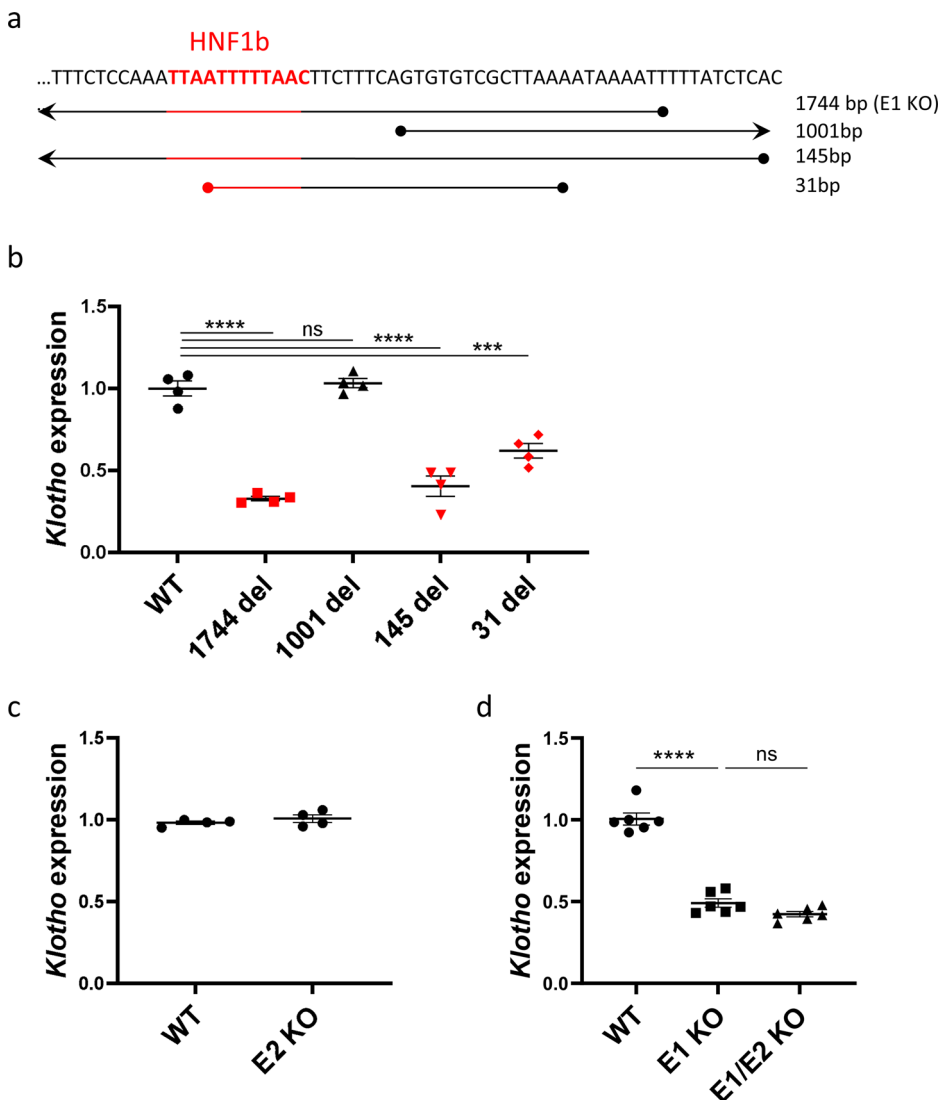 a
HNF1b
...TTTCTCCAAATTAATTTTTAACTTCTTTCAGTGTGTCGCTTAAAATAAAATTTTTATCTCAC
1744 bp (E1 KO)
1001bp
145bp
31bp
b
Klotho expression
1.5
1.0
0.5
0.0
****
ns
****
***
WT
1744 del
1001 del
145 del
31 del
c
Klotho expression
1.5
1.0
0.5
0.0
WT
E2 KO
d
Klotho expression
1.5
1.0
0.5
0.0
****
ns
WT
E1 KO
E1/E2 KO